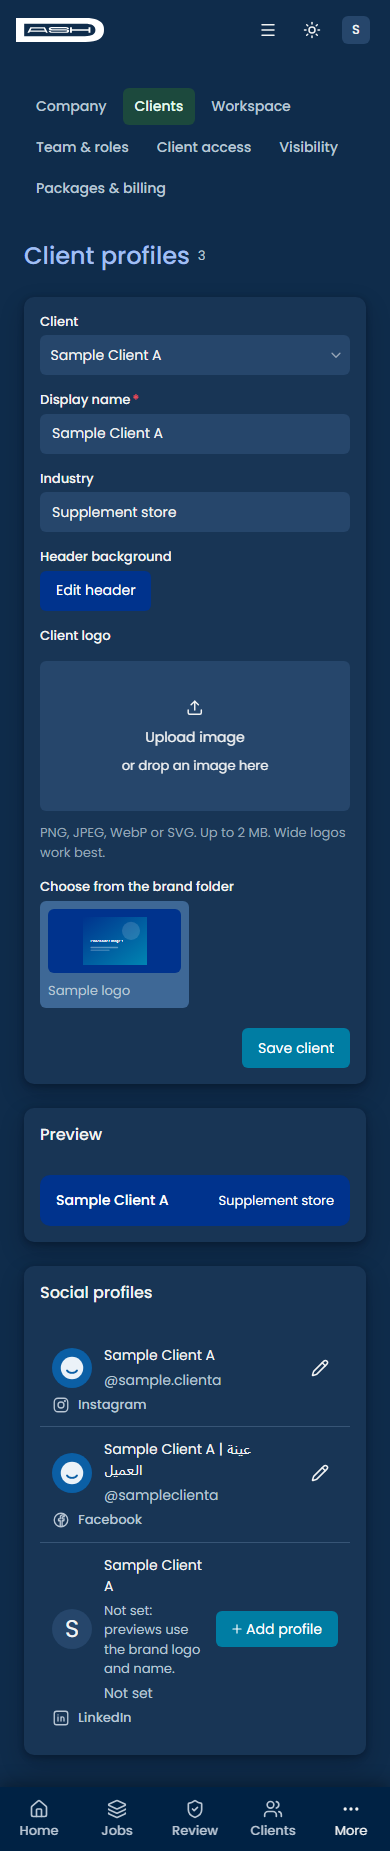 DASH
S
Company
Clients
Workspace
Team & roles
Client access
Visibility
Packages & billing
Client profiles 3
Client
Sample Client A
Display name *
Sample Client A
Industry
Supplement store
Header background
Edit header
Client logo
Upload image
or drop an image here
PNG, JPEG, WebP or SVG. Up to 2 MB. Wide logos
work best.
Choose from the brand folder
Sample logo
Save client
Preview
Sample Client A
Supplement store
Social profiles
Sample Client A
@sample.clienta
Instagram
Sample Client A | عينة
العميل
@sampleclienta
Facebook
Sample Client
A
S
Not set:
previews use
the brand logo
and name.
Not set
+ Add profile
LinkedIn
Home
Jobs
Review
Clients
More